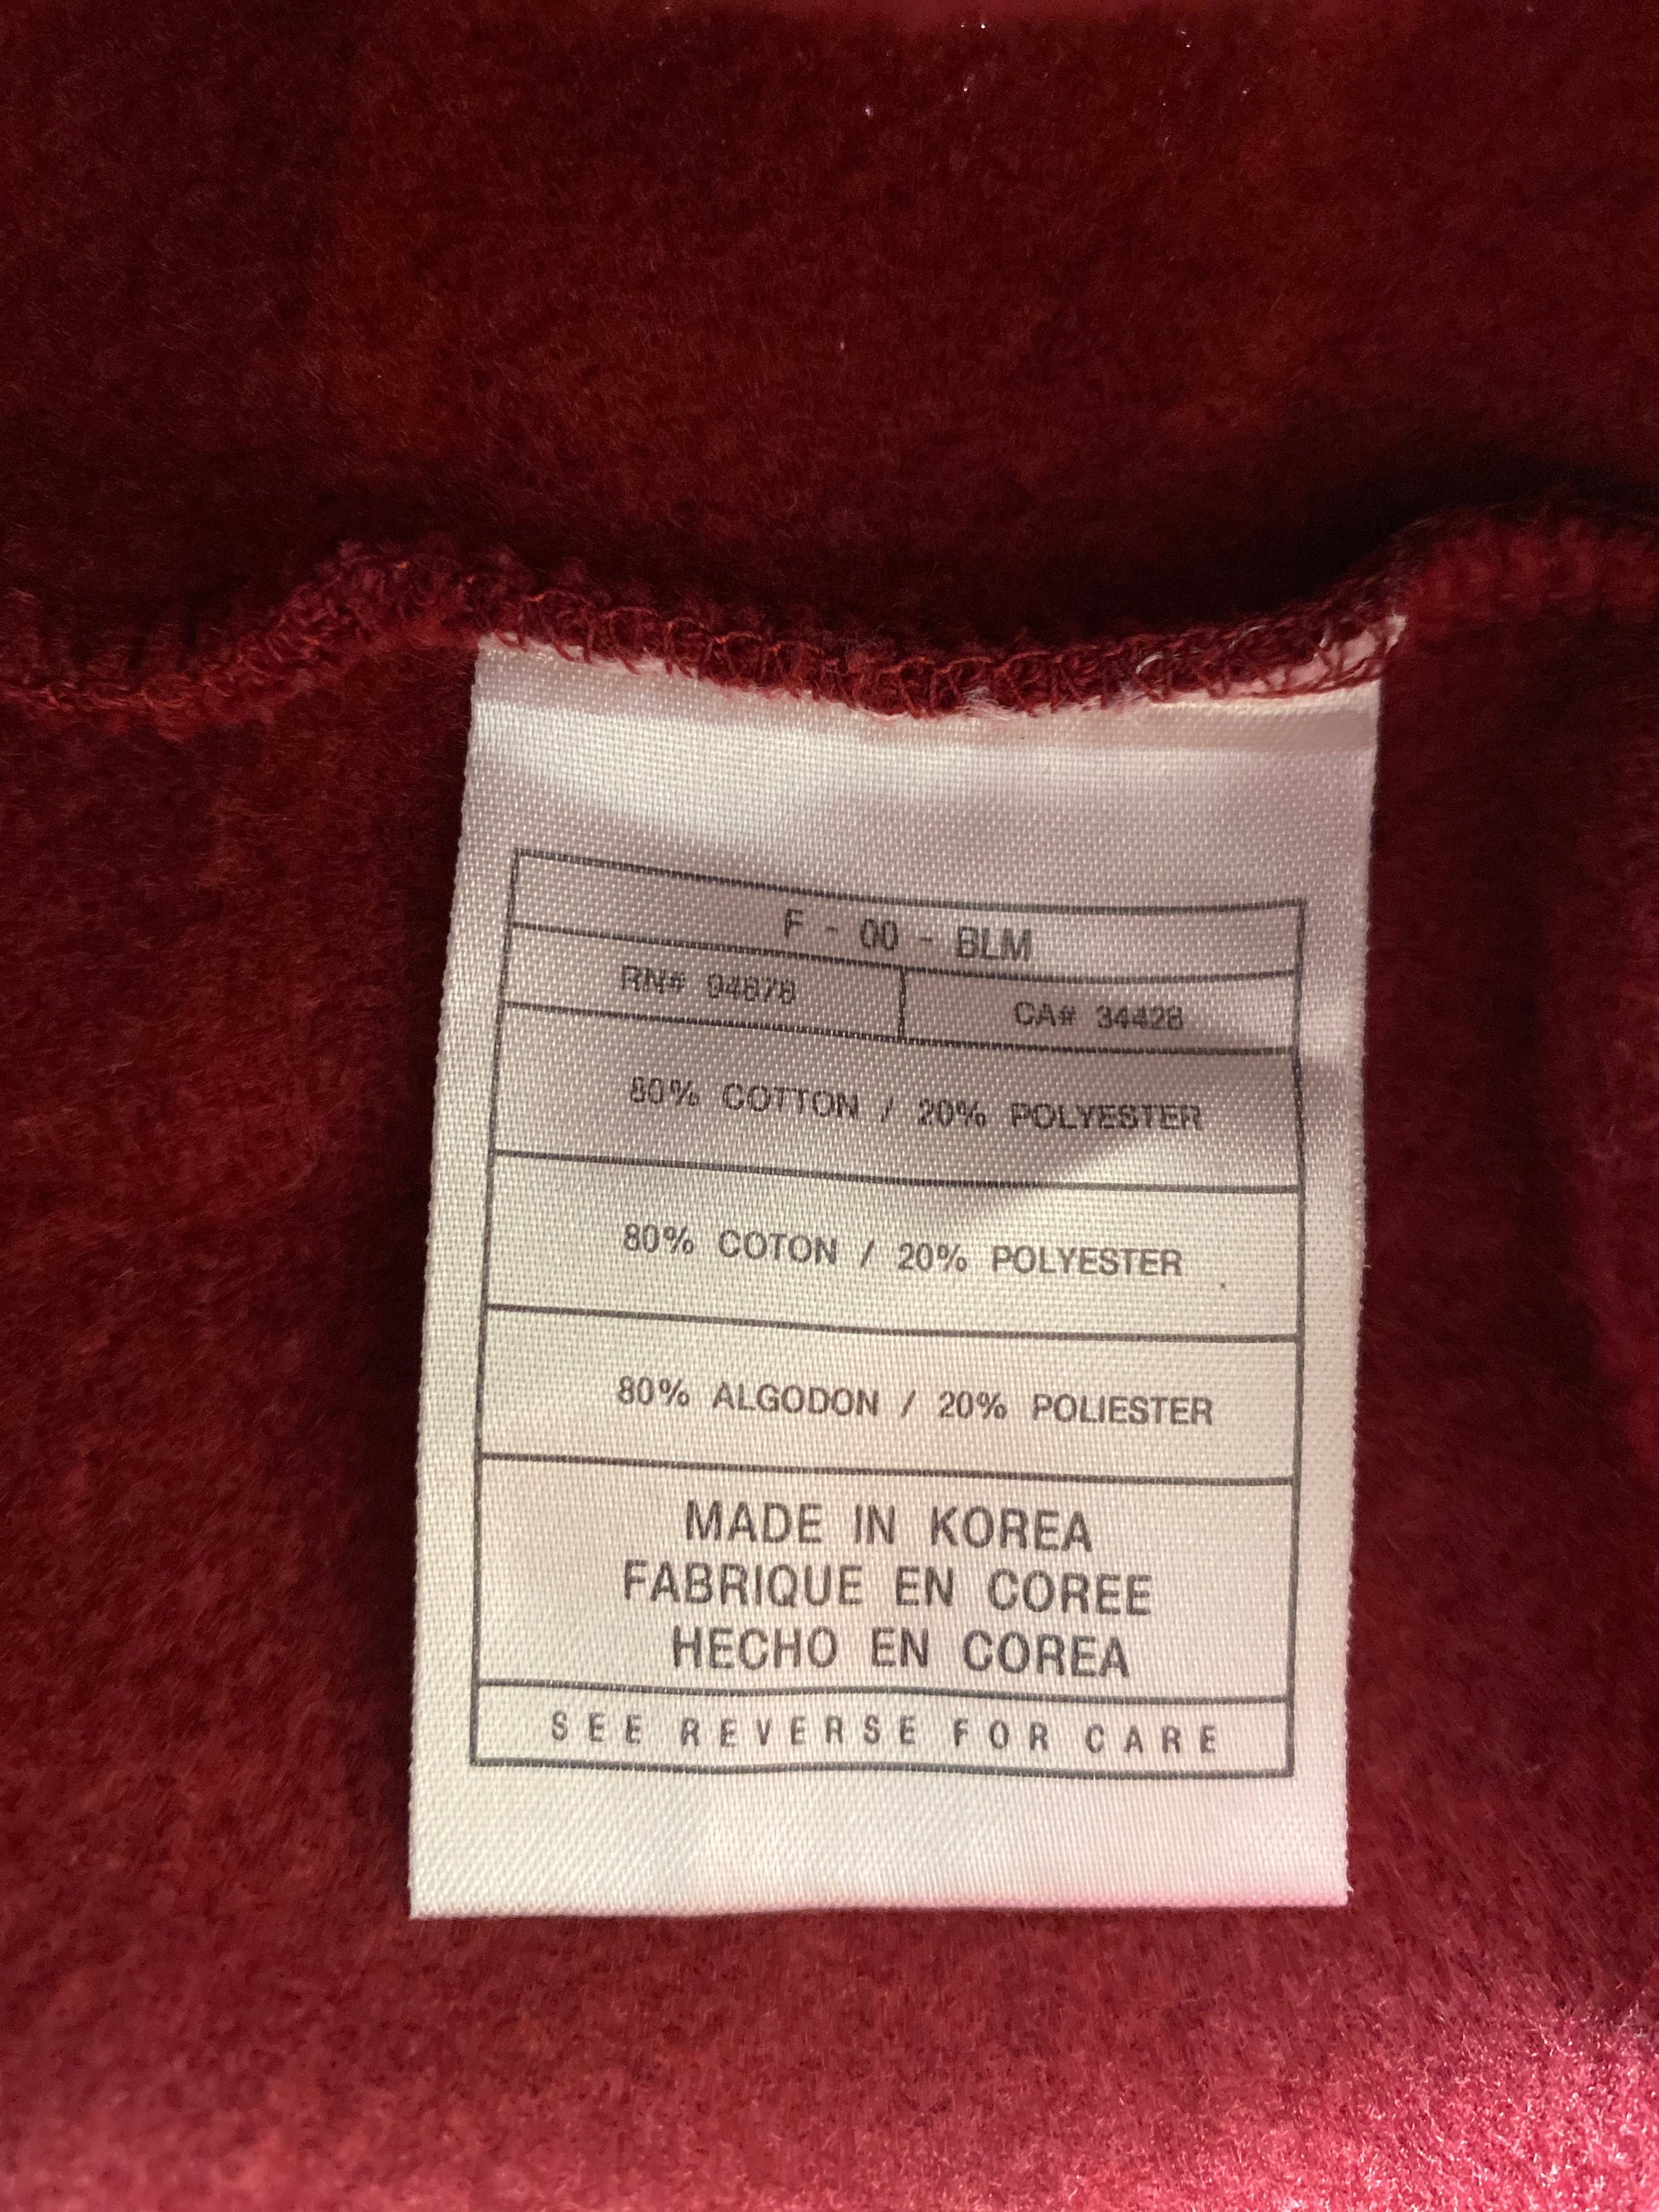 F - 00 - BLM
RN# 94878 CA# 34428
80% COTTON / 20% POLYESTER
80% COTON / 20% POLYESTER
80% ALGODON / 20% POLIESTER
MADE IN KOREA
FABRIQUE EN COREE
HECHO EN COREA
SEE REVERSE FOR CARE